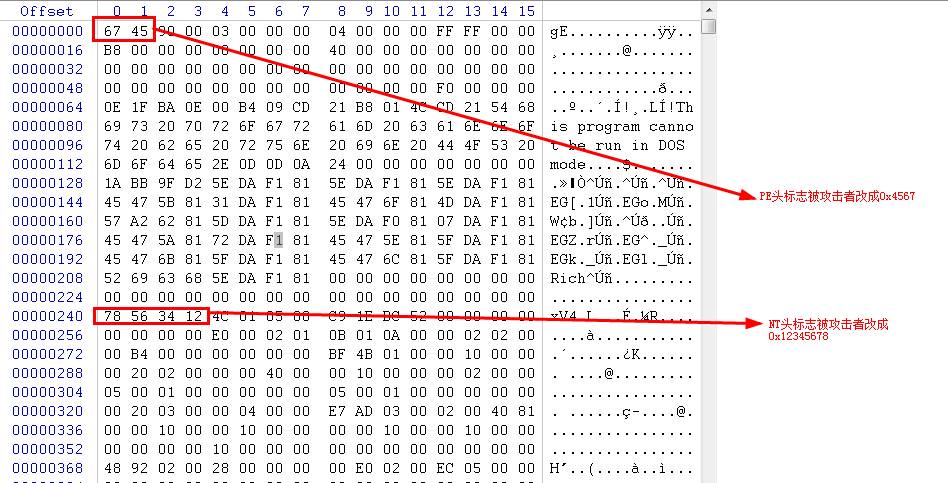 Offset 0 1 2 3 4 5 6 7 8 9 10 11 12 13 14 15
00000000 67 45 90 00 03 00 00 00 04 00 00 00 FF FF 00 00 gE..........ÿÿ..
00000016 B8 00 00 00 00 00 00 00 40 00 00 00 00 00 00 00 ¸.......@.......
00000032 00 00 00 00 00 00 00 00 00 00 00 00 00 00 00 00 ................
00000048 00 00 00 00 00 00 00 00 00 00 00 00 F0 00 00 00 ............ð...
00000064 0E 1F BA 0E 00 B4 09 CD 21 B8 01 4C CD 21 54 68 ..º..´.Í!¸.LÍ!Th
00000080 69 73 20 70 72 6F 67 72 61 6D 20 63 61 6E 6E 6F is program canno
00000096 74 20 62 65 20 72 75 6E 20 69 6E 20 44 4F 53 20 t be run in DOS
00000112 6D 6F 64 65 2E 0D 0D 0A 24 00 00 00 00 00 00 00 mode....$.......
00000128 1A BB 9F D2 5E DA F1 81 5E DA F1 81 5E DA F1 81 .»ŸÒ^Úñ.^Úñ.^Úñ.
00000144 45 47 5B 81 31 DA F1 81 45 47 6F 81 4D DA F1 81 EG[.1Úñ.EGo.MÚñ.
00000160 57 A2 62 81 5D DA F1 81 5E DA F0 81 07 DA F1 81 W¢b.]Úñ.^Úð..Úñ.
00000176 45 47 5A 81 72 DA F1 81 45 47 5E 81 5F DA F1 81 EGZ.rÚñ.EG^._Úñ.
00000192 45 47 6B 81 5F DA F1 81 45 47 6C 81 5F DA F1 81 EGk._Úñ.EGl._Úñ.
00000208 52 69 63 68 5E DA F1 81 00 00 00 00 00 00 00 00 Rich^Úñ.........
00000224 00 00 00 00 00 00 00 00 00 00 00 00 00 00 00 00 ................
00000240 78 56 34 12 4C 01 05 00 C9 1E BC 52 00 00 00 00 xV4.L...É.¼R....
00000256 00 00 00 00 E0 00 02 01 0B 01 0A 00 00 02 02 00 ....à...........
00000272 00 B4 00 00 00 00 00 00 BF 4B 01 00 00 10 00 00 .´......¿K......
00000288 00 20 02 00 00 00 40 00 00 10 00 00 00 02 00 00 . ....@.........
00000304 05 00 01 00 00 00 00 00 05 00 01 00 00 00 00 00 ................
00000320 00 20 03 00 00 04 00 00 E7 AD 03 00 02 00 40 81 . ......ç-....@.
00000336 00 00 10 00 00 10 00 00 00 00 10 00 00 10 00 00 ................
00000352 00 00 00 00 10 00 00 00 00 00 00 00 00 00 00 00 ................
00000368 48 92 02 00 28 00 00 00 00 E0 02 00 EC 05 00 00 H´..(....à..ì...
PE头标志被攻击者改成0x4567
NT头标志被攻击者改成
0x12345678